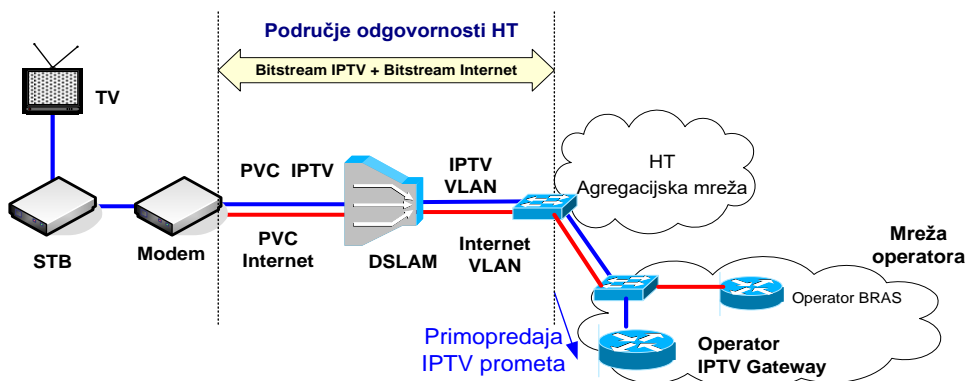 Područje odgovornosti HT
Bitstream IPTV + Bitstream Internet
TV
PVC IPTV
IPTV
VLAN
HT
Agregacijska mreža
STB
Modem
PVC
Internet
DSLAM
Internet
VLAN
Mreža
operatora
Operator BRAS
Primopredaja
IPTV prometa
Operator
IPTV Gateway